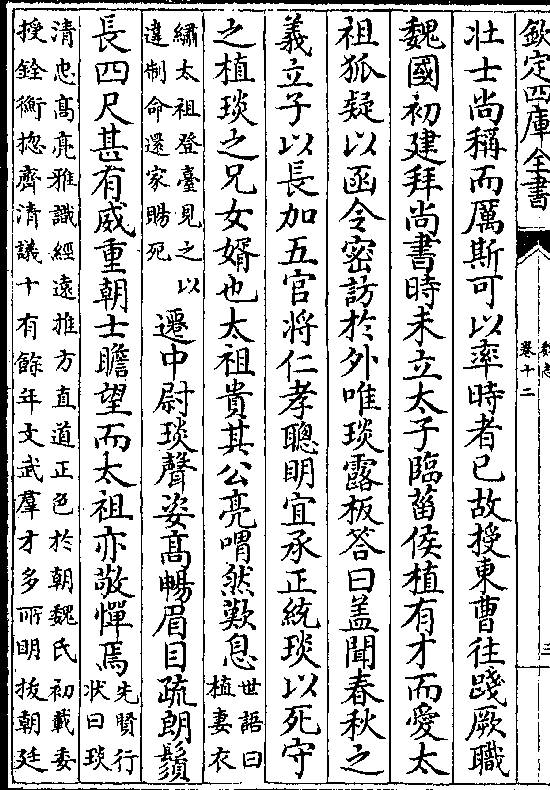 欽定四庫全書
魏志
卷十二
三
壯士尚稱而厲斯可以率時者已故授東曹往踐厥職
魏國初建拜尚書時未立太子臨菑侯植有才而愛太
祖狐疑以函令密訪於外唯琰露板答曰盖聞春秋之
義立子以長加五官将仁孝聰明宜承正統琰以死守
之植琰之兄女婿也太祖貴其公亮喟然歎息世語曰
植妻衣
繡太祖登臺見之以
違制命還家賜死
遷中尉琰聲姿高暢眉目疏朗鬚
長四尺甚有威重朝士瞻望而太祖亦敬憚焉先賢行
状曰琰
清忠高亮雅識經遠推方直道正色於朝魏氏初載委
授銓衡揔齊清議十有餘年文武羣才多所明拔朝廷